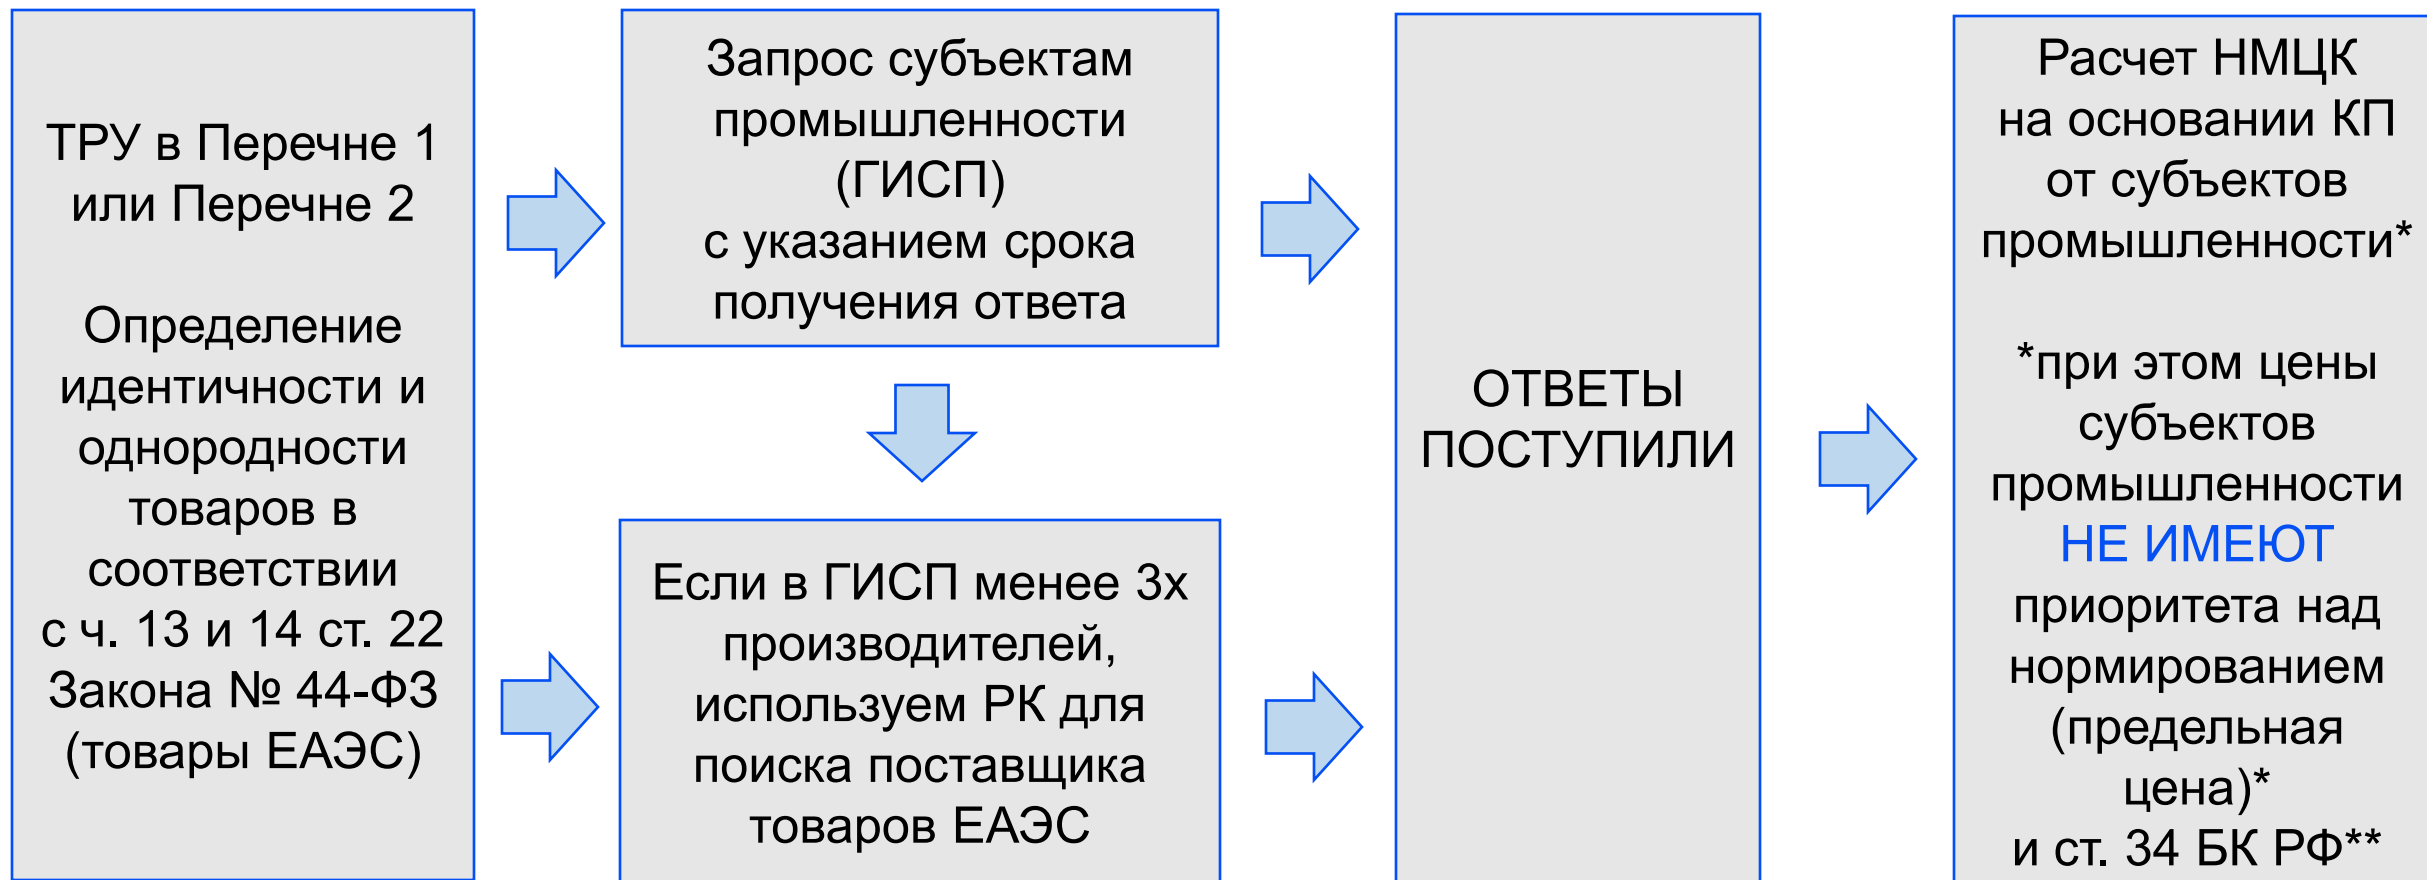 ТРУ в Перечне 1
или Перечне 2
Определение
идентичности и
однородности
товаров в
соответствии
с ч. 13 и 14 ст. 22
Закона № 44-ФЗ
(товары ЕАЭС)
Запрос субъектам
промышленности
(ГИСП)
с указанием срока
получения ответа
Если в ГИСП менее 3х
производителей,
используем РК для
поиска поставщика
товаров ЕАЭС
ОТВЕТЫ
ПОСТУПИЛИ
Расчет НМЦК
на основании КП
от субъектов
промышленности*
*при этом цены
субъектов
промышленности
НЕ ИМЕЮТ
приоритета над
нормированием
(предельная
цена)*
и ст. 34 БК РФ**